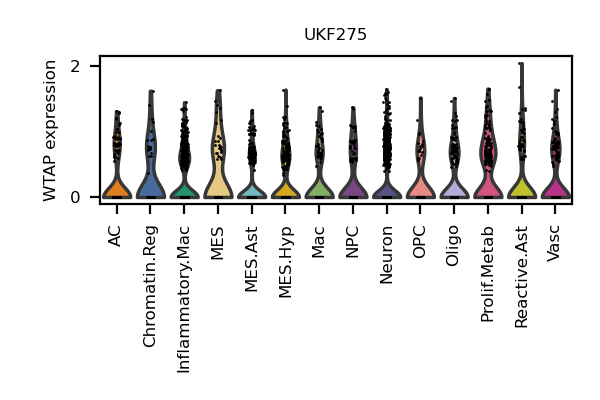 UKF275
WTAP expression
2
0
AC
Chromatin.Reg
Inflammatory.Mac
MES
MES.Ast
MES.Hyp
Mac
NPC
Neuron
OPC
Oligo
Prolif.Metab
Reactive.Ast
Vasc